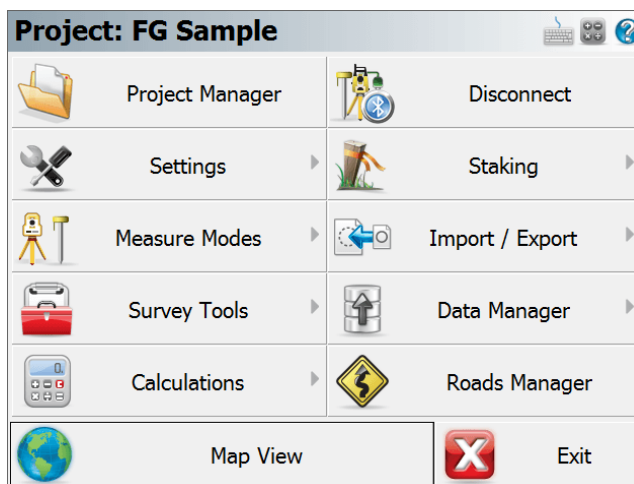 Project: FG Sample
Project Manager
Disconnect
Settings
Staking
Measure Modes
Import / Export
Survey Tools
Data Manager
Calculations
Roads Manager
Map View
Exit